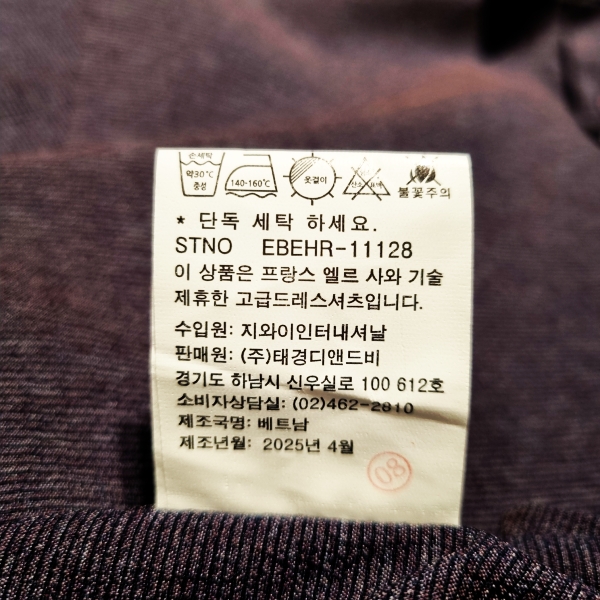 손세탁
약30℃
중성
140-160℃
옷걸이
산소 표백
불꽃주의
* 단독 세탁 하세요.
STNO EBEHR-11128
이 상품은 프랑스 엘르 사와 기술
제휴한 고급드레스셔츠입니다.
수입원: 지와이인터내셔날
판매원: (주)태경디앤드비
경기도 하남시 신우실로 100 612호
소비자상담실: (02)462-2810
제조국명: 베트남
제조년월: 2025년 4월
08